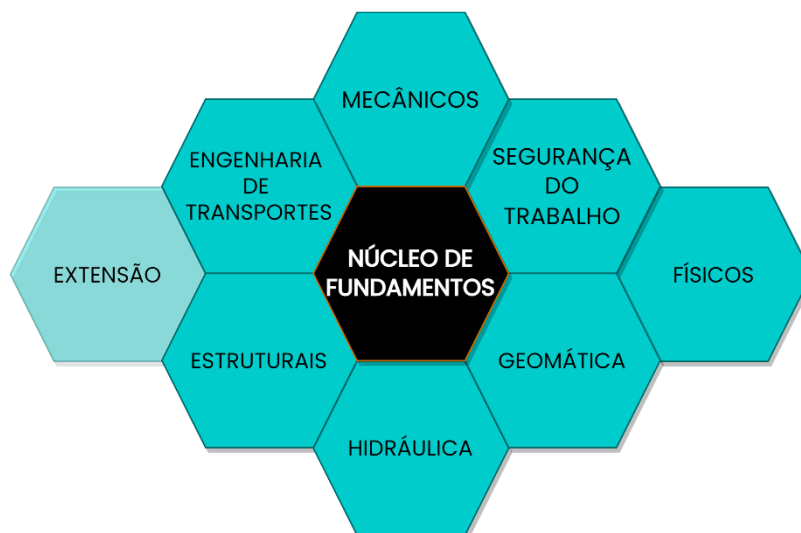 MECÂNICOS
ENGENHARIA
DE
TRANSPORTES
SEGURANÇA
DO
TRABALHO
EXTENSÃO
NÚCLEO DE
FUNDAMENTOS
FÍSICOS
ESTRUTURAIS
GEOMÁTICA
HIDRÁULICA